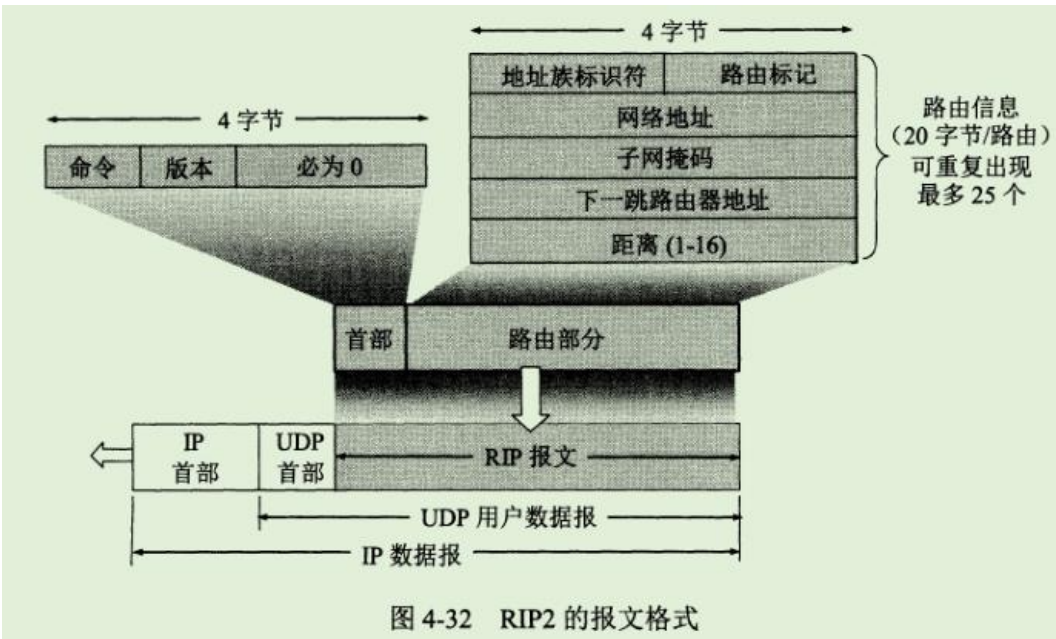 4 字节
地址族标识符
路由标记
网络地址
子网掩码
下一跳路由器地址
距离 (1-16)
路由信息
(20 字节/路由)
可重复出现
最多 25 个
4 字节
命令
版本
必为 0
首部
路由部分
IP
首部
UDP
首部
RIP 报文
UDP 用户数据报
IP 数据报
图 4-32 RIP2 的报文格式